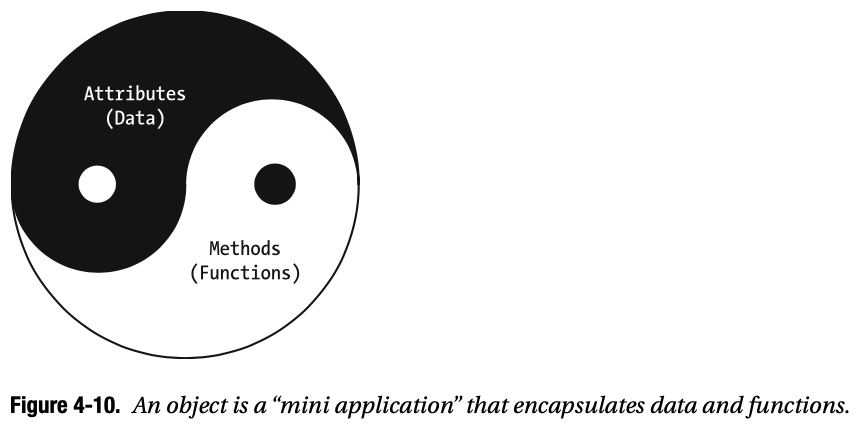 Attributes
(Data)
Methods
(Functions)
Figure 4-10. An object is a “mini application” that encapsulates data and functions.